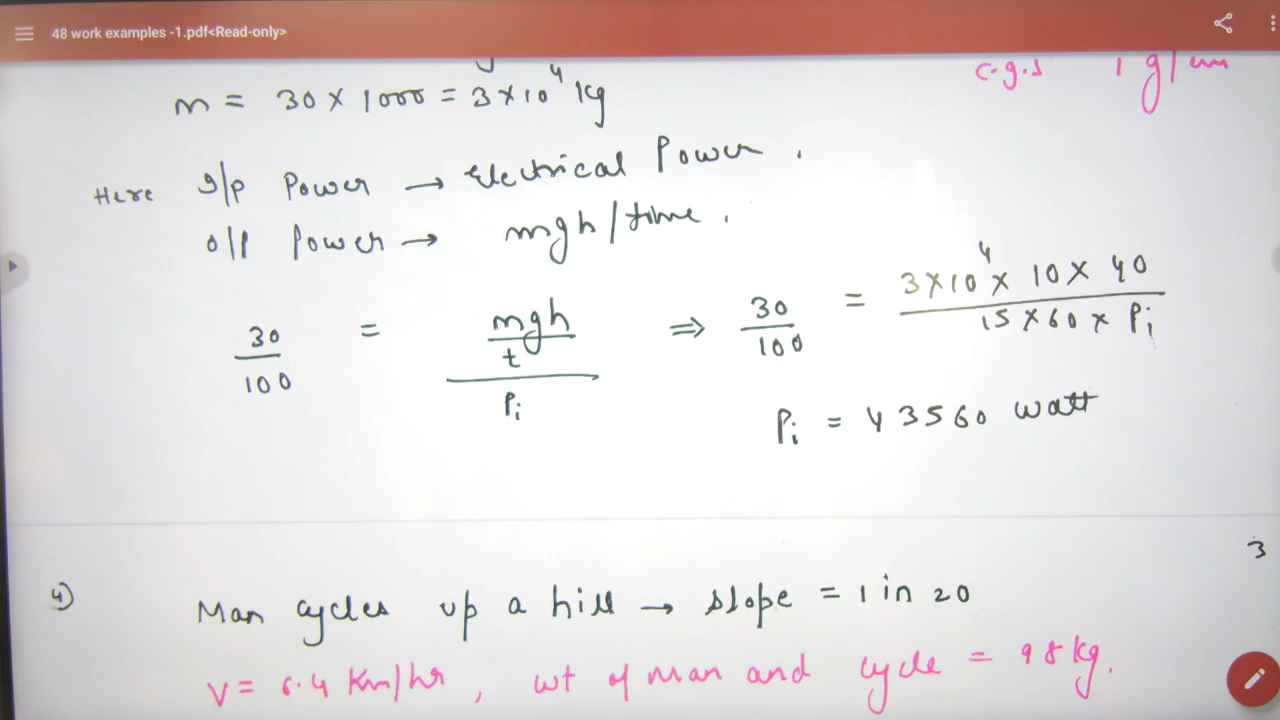 48 work examples -1.pdf<Read-only>
c.g.s 1 g/cm
m = 30 × 1000 = 3 × 10⁴ kg
Here I/p Power → Electrical Power.
O/P Power → mgh/time.
30/100 = (mgh/t)/Pi ⇒ 30/100 = (3×10⁴ × 10 × 40)/(15 × 60 × Pi)
Pi = 43560 watt
3
4) Man cycles up a hill → slope = 1 in 20
V = 6.4 Km/hr, wt of man and cycle = 98 kg.